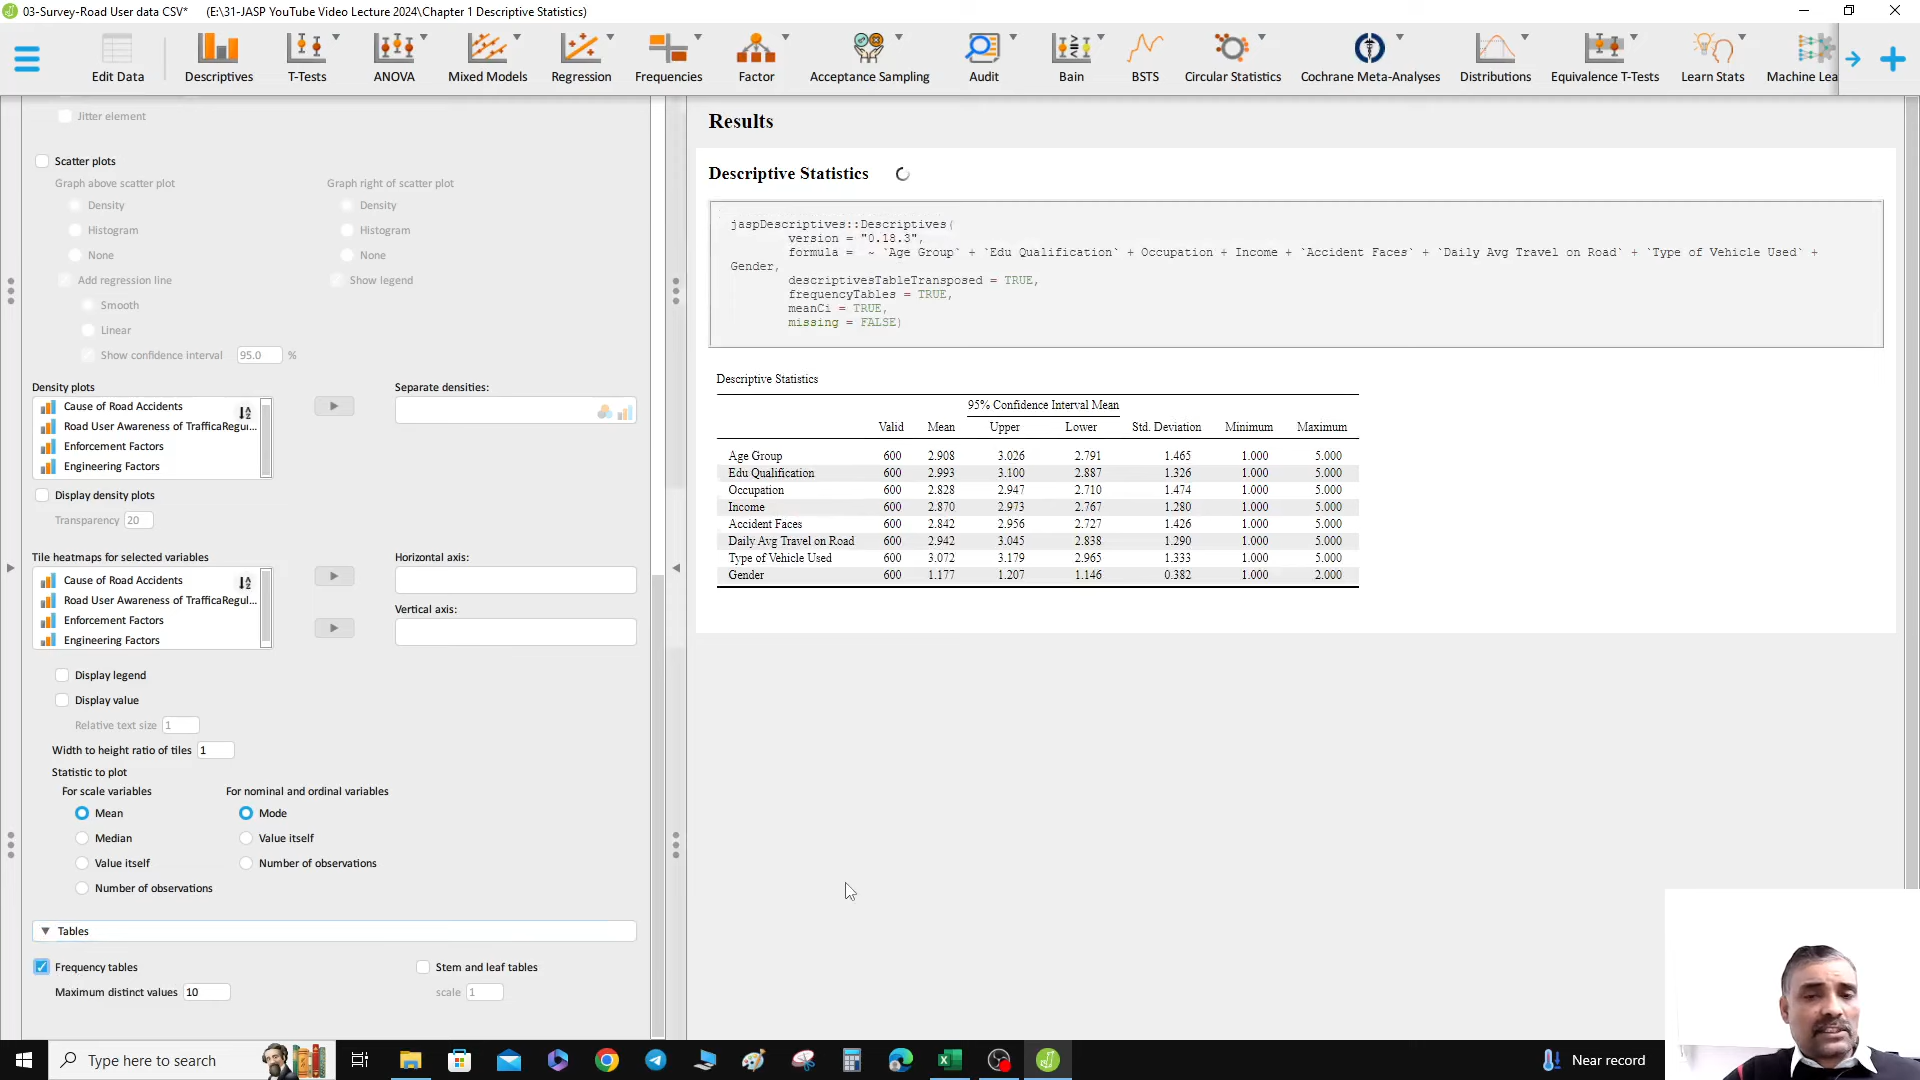 03-Survey-Road User data CSV* (E:\31-JASP YouTube Video Lecture 2024\Chapter 1 Descriptive Statistics)
Edit Data Descriptives T-Tests ANOVA Mixed Models Regression Frequencies Factor Acceptance Sampling Audit Bain BSTS Circular Statistics Cochrane Meta-Analyses Distributions Equivalence T-Tests Learn Stats Machine Lea
Jitter element
Scatter plots
Graph above scatter plot Graph right of scatter plot
Density Density
Histogram Histogram
None None
Add regression line Show legend
Smooth
Linear
Show confidence interval 95.0 %
Density plots Separate densities:
Cause of Road Accidents
Road User Awareness of TrafficaRegul...
Enforcement Factors
Engineering Factors
Display density plots
Transparency 20
Tile heatmaps for selected variables Horizontal axis:
Cause of Road Accidents
Road User Awareness of TrafficaRegul...
Vertical axis:
Enforcement Factors
Engineering Factors
Display legend
Display value
Relative text size 1
Width to height ratio of tiles 1
Statistic to plot
For scale variables For nominal and ordinal variables
Mean Mode
Median Value itself
Value itself Number of observations
Number of observations
Tables
Frequency tables Stem and leaf tables
Maximum distinct values 10 scale 1
Results
Descriptive Statistics
jaspDescriptives::Descriptives(
version = "0.18.3",
formula = ~ `Age Group` + `Edu Qualification` + Occupation + Income + `Accident Faces` + `Daily Avg Travel on Road` + `Type of Vehicle Used` +
Gender,
descriptivesTableTransposed = TRUE,
frequencyTables = TRUE,
meanCi = TRUE,
missing = FALSE)
Descriptive Statistics
95% Confidence Interval Mean
Valid Mean Upper Lower Std. Deviation Minimum Maximum
Age Group 600 2.908 3.026 2.791 1.465 1.000 5.000
Edu Qualification 600 2.993 3.100 2.887 1.326 1.000 5.000
Occupation 600 2.828 2.947 2.710 1.474 1.000 5.000
Income 600 2.870 2.973 2.767 1.280 1.000 5.000
Accident Faces 600 2.842 2.956 2.727 1.426 1.000 5.000
Daily Avg Travel on Road 600 2.942 3.045 2.838 1.290 1.000 5.000
Type of Vehicle Used 600 3.072 3.179 2.965 1.333 1.000 5.000
Gender 600 1.177 1.207 1.146 0.382 1.000 2.000
Type here to search
Near record